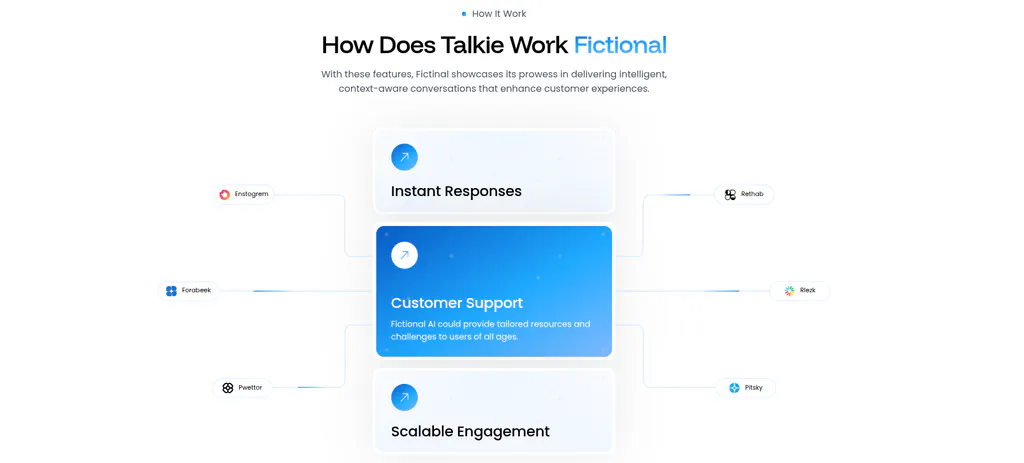 How It Work
How Does Talkie Work Fictional
With these features, Fictinal showcases its prowess in delivering intelligent,
context-aware conversations that enhance customer experiences.
Instant Responses
Enstogrem
Rethab
Customer Support
Fictional AI could provide tailored resources and
challenges to users of all ages.
Forabeek
Rlezk
Pwettor
Pitsky
Scalable Engagement